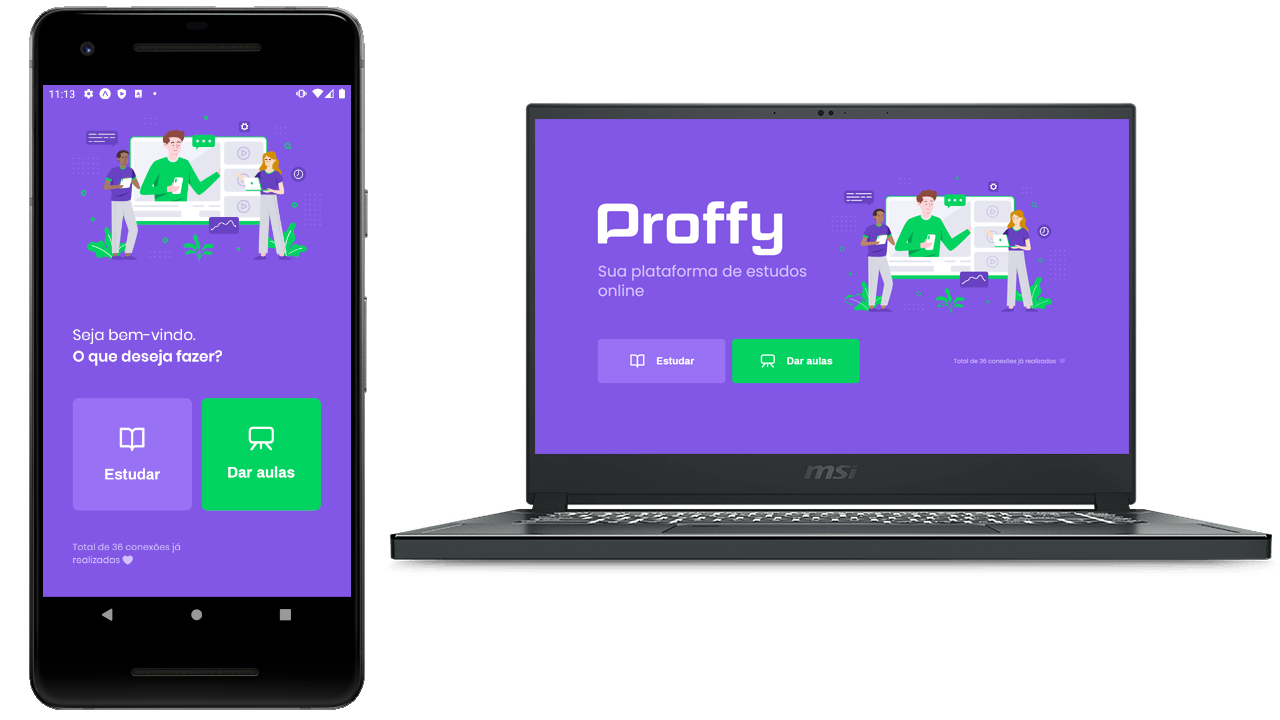 11:13
Seja bem-vindo.
O que deseja fazer?
Estudar
Dar aulas
Total de 36 conexões já
realizadas
Proffy
Sua plataforma de estudos
online
Estudar
Dar aulas
Total de 36 conexões já realizadas
msi